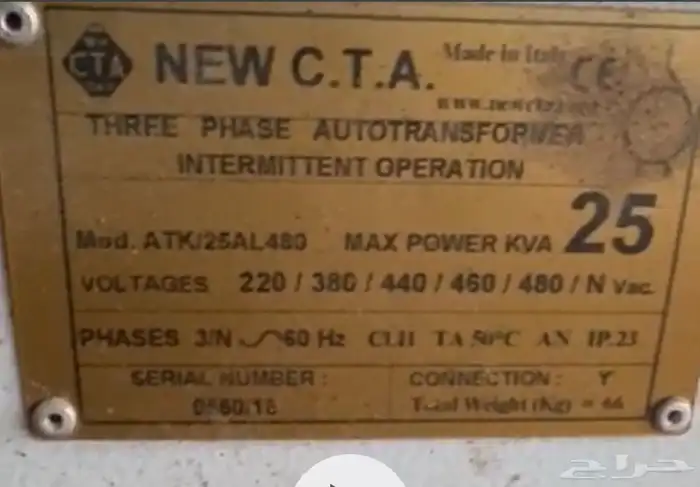 CTA NEW C.T.A. Made in Italy CE
THREE PHASE AUTOTRANSFORMER
INTERMITTENT OPERATION
Mod. ATK/25AL480 MAX POWER KVA 25
VOLTAGES 220 / 380 / 440 / 460 / 480 / N Vac.
PHASES 3/N ~ 60 Hz CL.H TA 50°C AN IP.23
SERIAL NUMBER : CONNECTION : Y
Total Weight (Kg) = 66
حراج